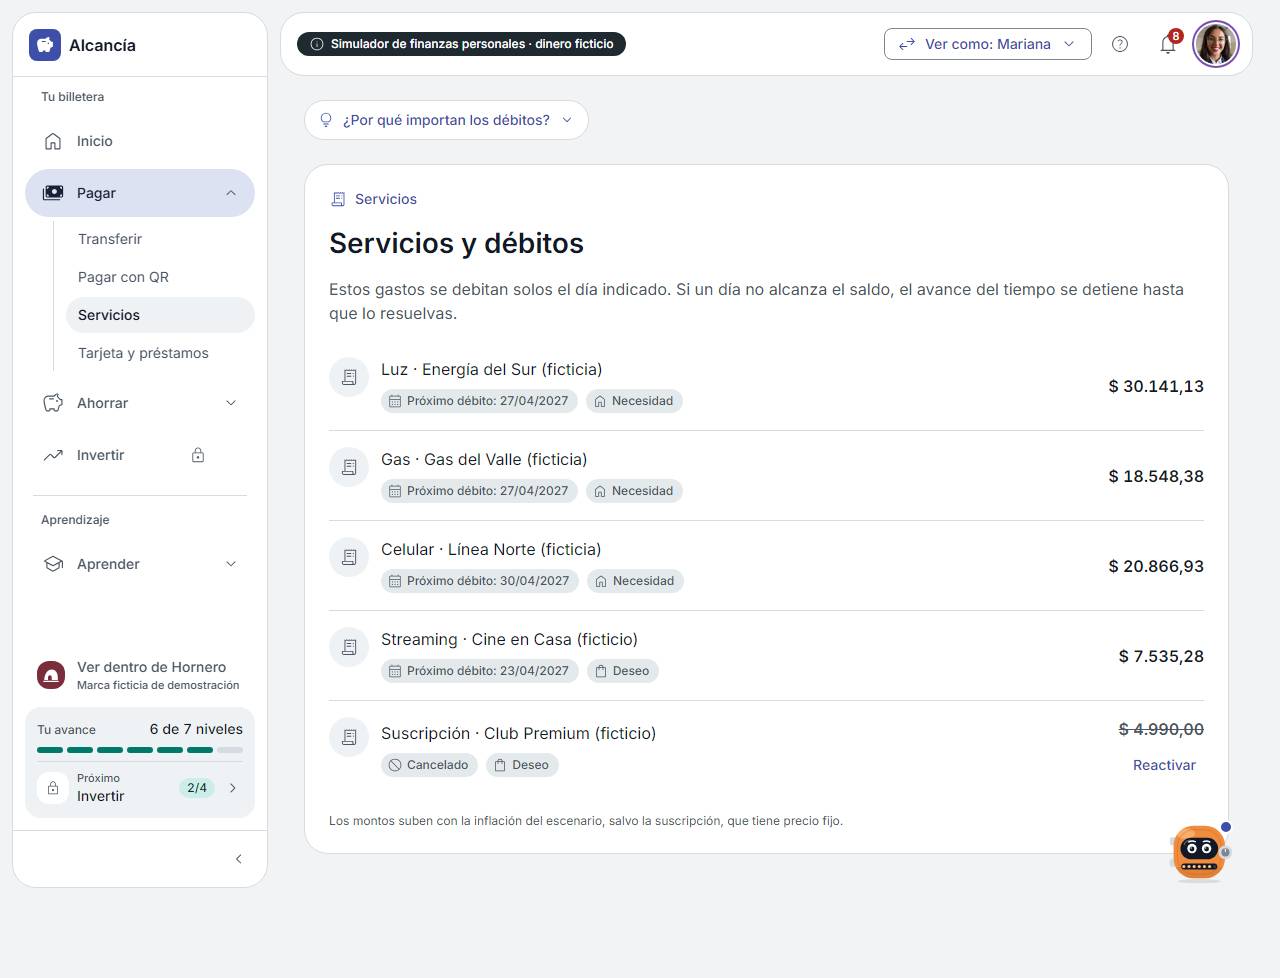 Alcancía
Simulador de finanzas personales · dinero ficticio
Ver como: Mariana
8
Tu billetera
Inicio
Pagar
Transferir
Pagar con QR
Servicios
Tarjeta y préstamos
Ahorrar
Invertir
Aprendizaje
Aprender
Ver dentro de Hornero
Marca ficticia de demostración
Tu avance
6 de 7 niveles
Próximo
Invertir
2/4
¿Por qué importan los débitos?
Servicios
Servicios y débitos
Estos gastos se debitan solos el día indicado. Si un día no alcanza el saldo, el avance del tiempo se detiene hasta
que lo resuelvas.
Luz · Energía del Sur (ficticia)
Próximo débito: 27/04/2027
Necesidad
$ 30.141,13
Gas · Gas del Valle (ficticia)
Próximo débito: 27/04/2027
Necesidad
$ 18.548,38
Celular · Línea Norte (ficticia)
Próximo débito: 30/04/2027
Necesidad
$ 20.866,93
Streaming · Cine en Casa (ficticio)
Próximo débito: 23/04/2027
Deseo
$ 7.535,28
Suscripción · Club Premium (ficticio)
Cancelado
Deseo
$ 4.990,00
Reactivar
Los montos suben con la inflación del escenario, salvo la suscripción, que tiene precio fijo.